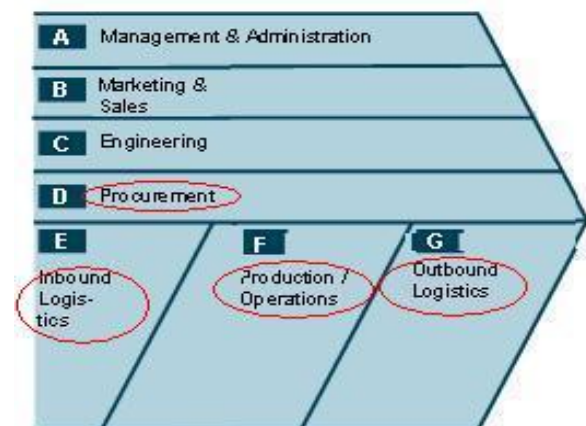 A Management & Administration
B Marketing &
Sales
C Engineering
D Procurement
E
Inbound
Logis-
tics
F
Production /
Operations
G
Outbound
Logistics